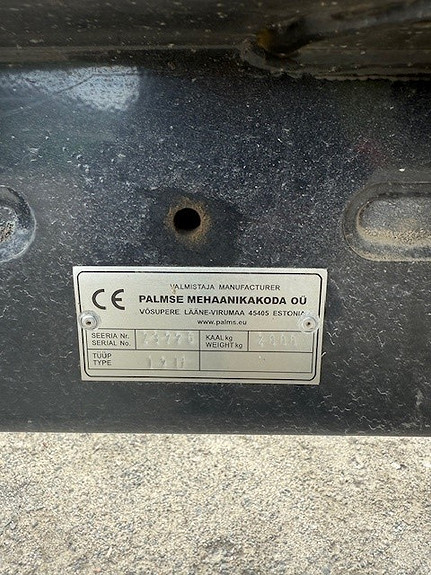 CE
VALMISTAJA MANUFACTURER
PALMSE MEHAANIKAKODA OÜ
VÕSUPERE LÄÄNE-VIRUMAA 45405 ESTONIA
www.palms.eu
SEERIA Nr. KAAL kg
SERIAL No. WEIGHT kg
TÜÜP
TYPE